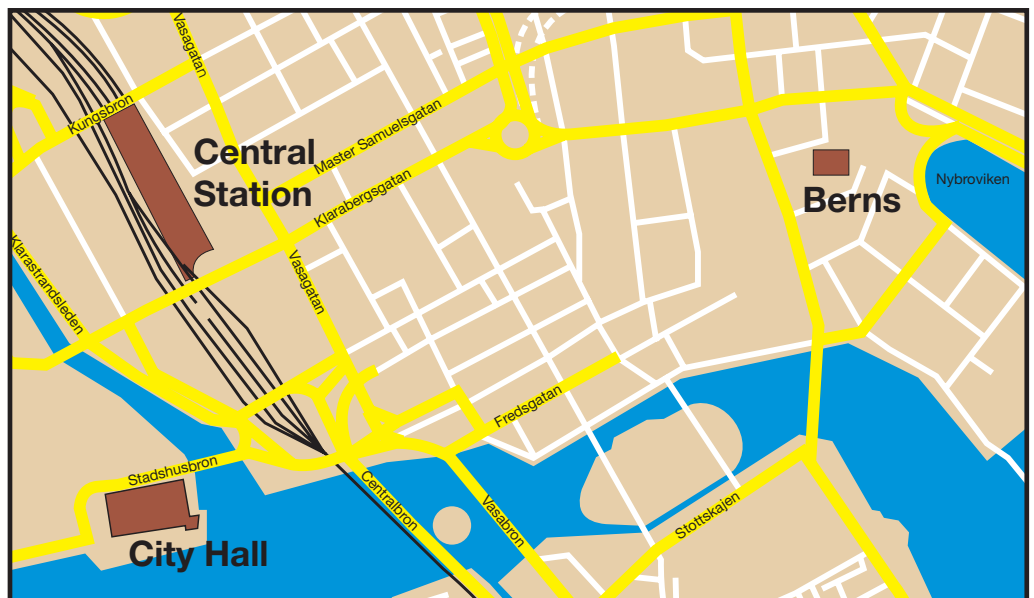 Vasagatan
Kungsbron
Central
Station
Master Samuelsgatan
Klarabergsgatan
Berns
Nybroviken
Klarastrandsleden
Vasagatan
Fredsgatan
Stadshusbron
Centralbron
Vasabron
Stottskajen
City Hall